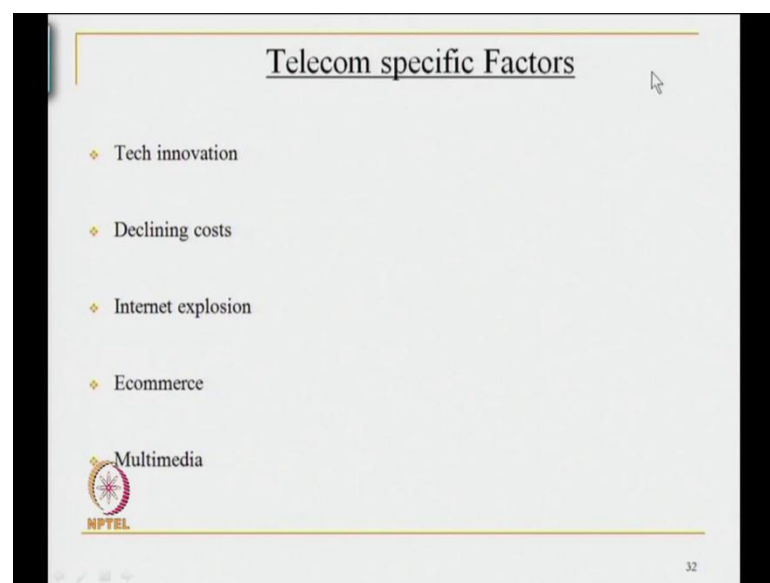 Telecom specific Factors
Tech innovation
Declining costs
Internet explosion
Ecommerce
Multimedia
NPTEL
32